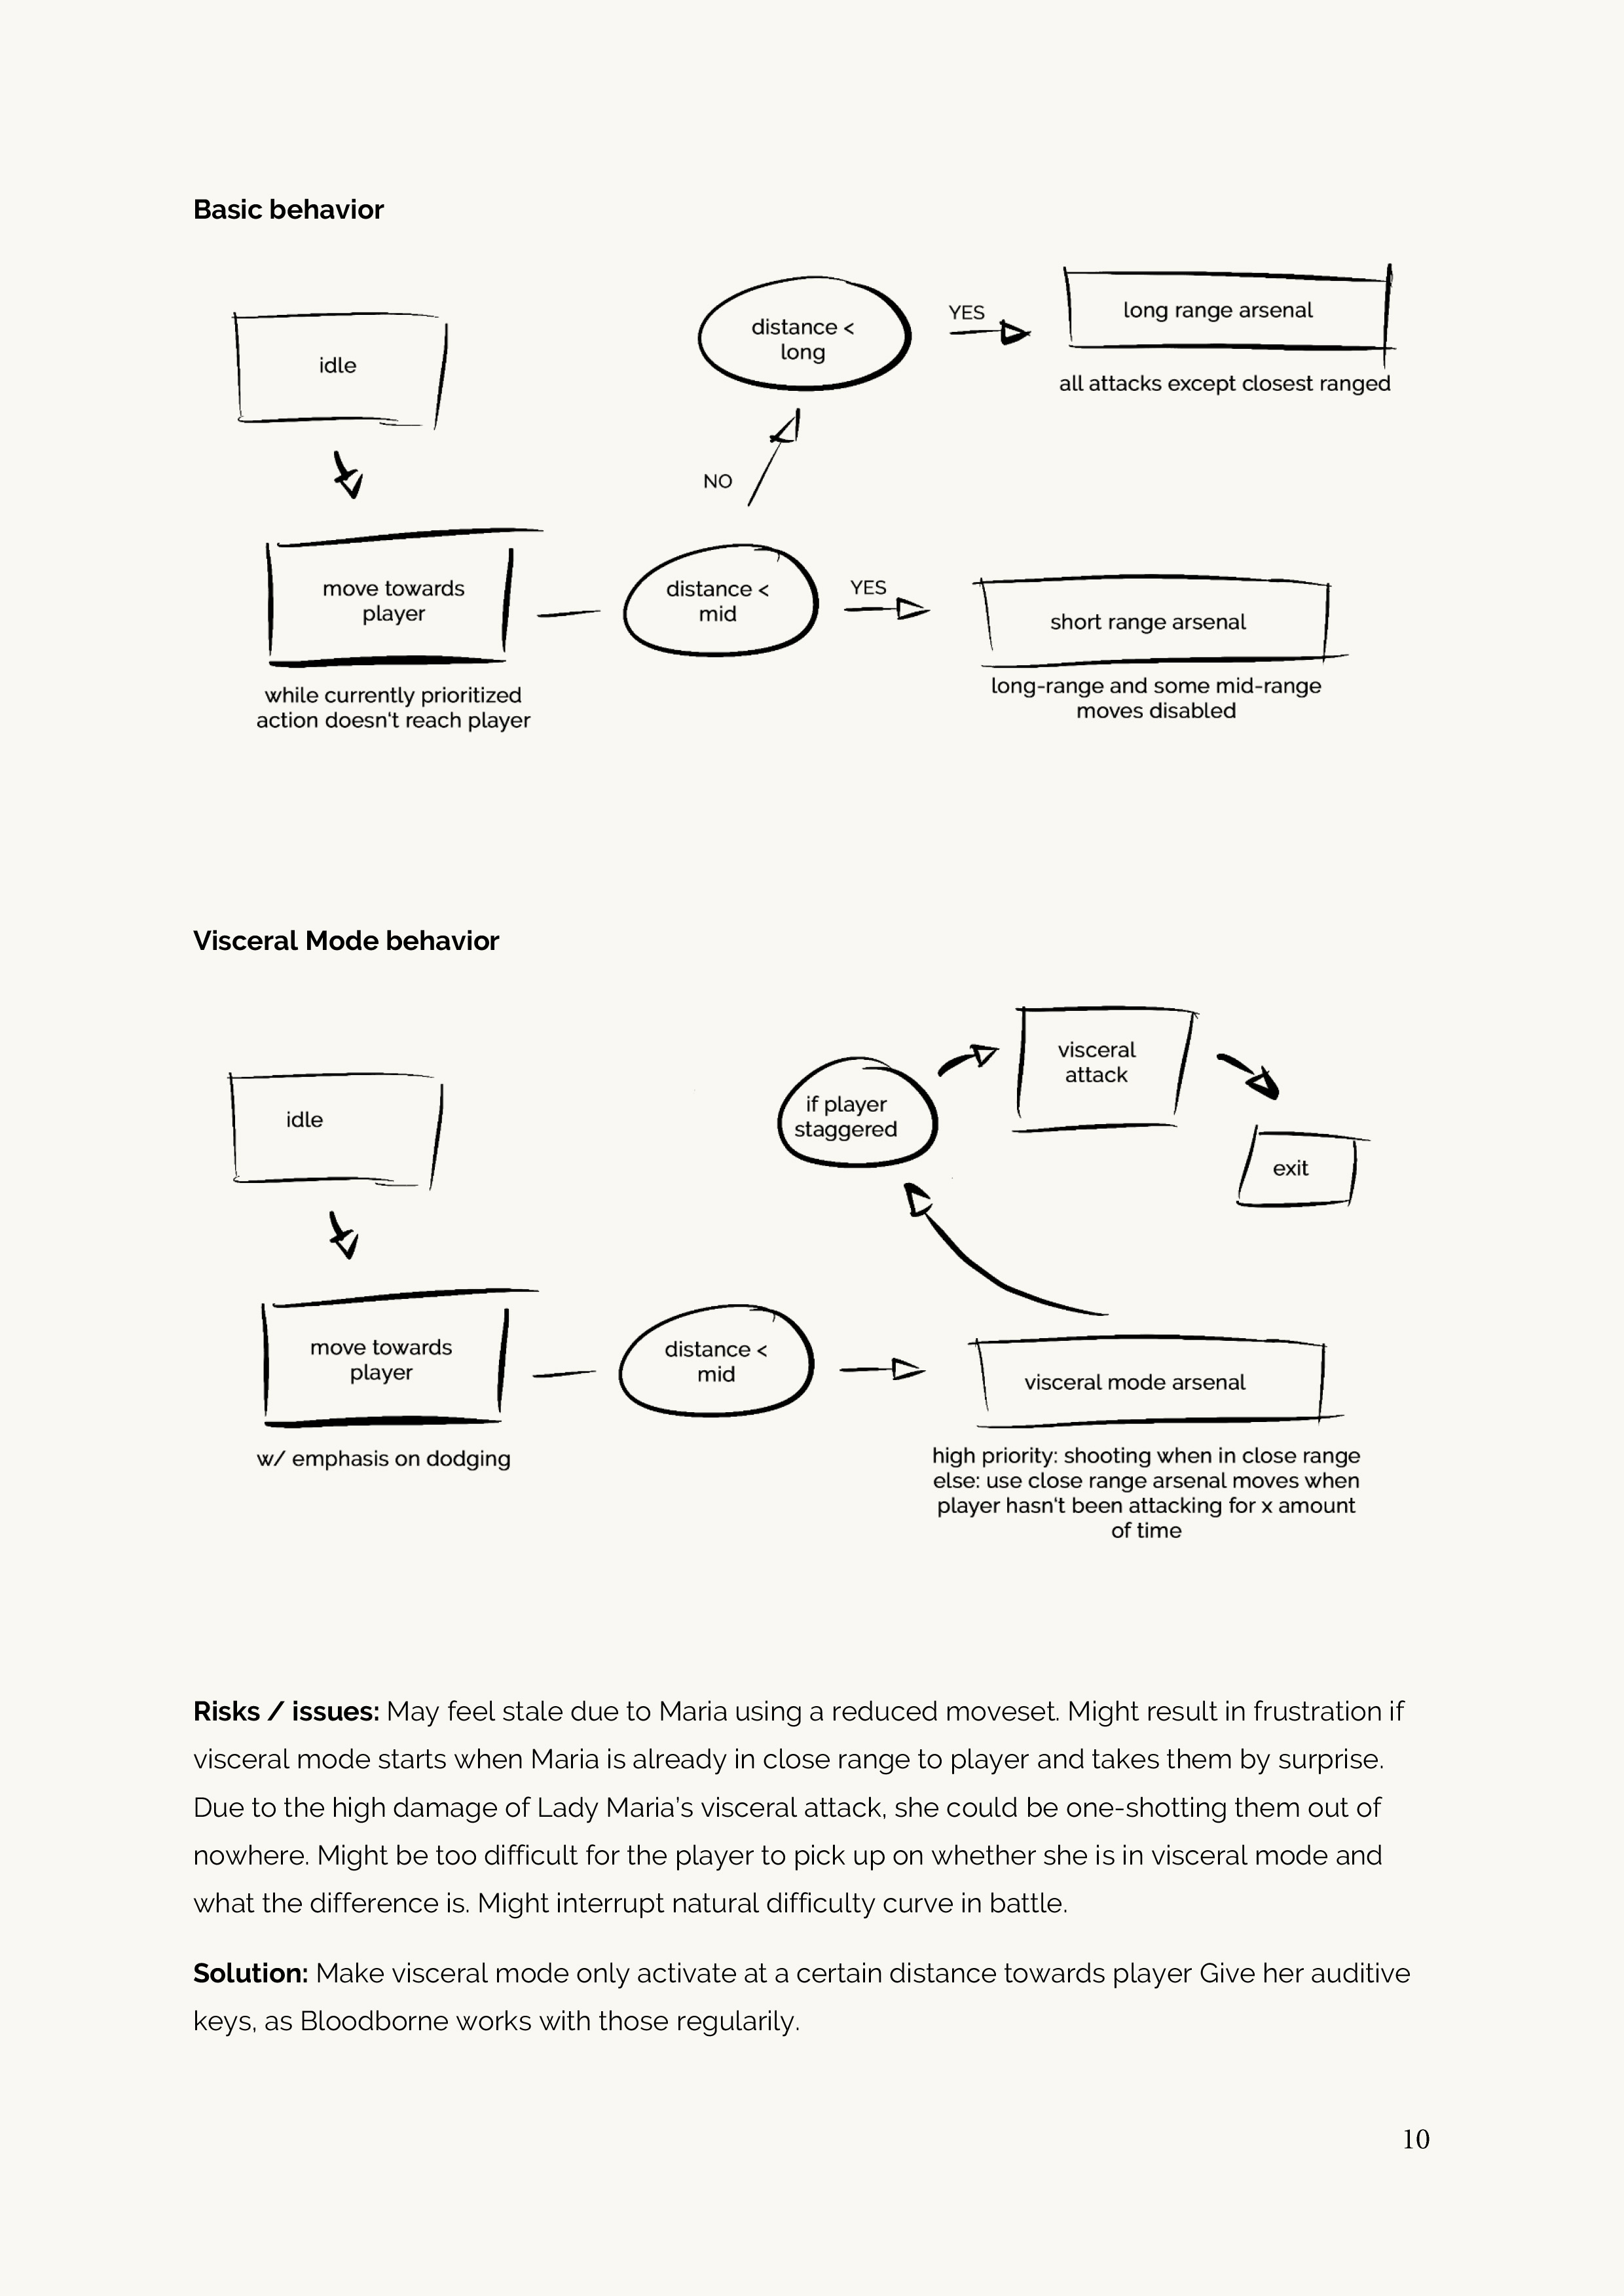 Basic behavior
idle
distance <
long
YES
long range arsenal
all attacks except closest ranged
NO
move towards
player
while currently prioritized
action doesn't reach player
distance <
mid
YES
short range arsenal
long-range and some mid-range
moves disabled
Visceral Mode behavior
idle
if player
staggered
visceral
attack
exit
move towards
player
w/ emphasis on dodging
distance <
mid
visceral mode arsenal
high priority: shooting when in close range
else: use close range arsenal moves when
player hasn't been attacking for x amount
of time
Risks / issues: May feel stale due to Maria using a reduced moveset. Might result in frustration if
visceral mode starts when Maria is already in close range to player and takes them by surprise.
Due to the high damage of Lady Maria's visceral attack, she could be one-shotting them out of
nowhere. Might be too difficult for the player to pick up on whether she is in visceral mode and
what the difference is. Might interrupt natural difficulty curve in battle.
Solution: Make visceral mode only activate at a certain distance towards player Give her auditive
keys, as Bloodborne works with those regularily.
10